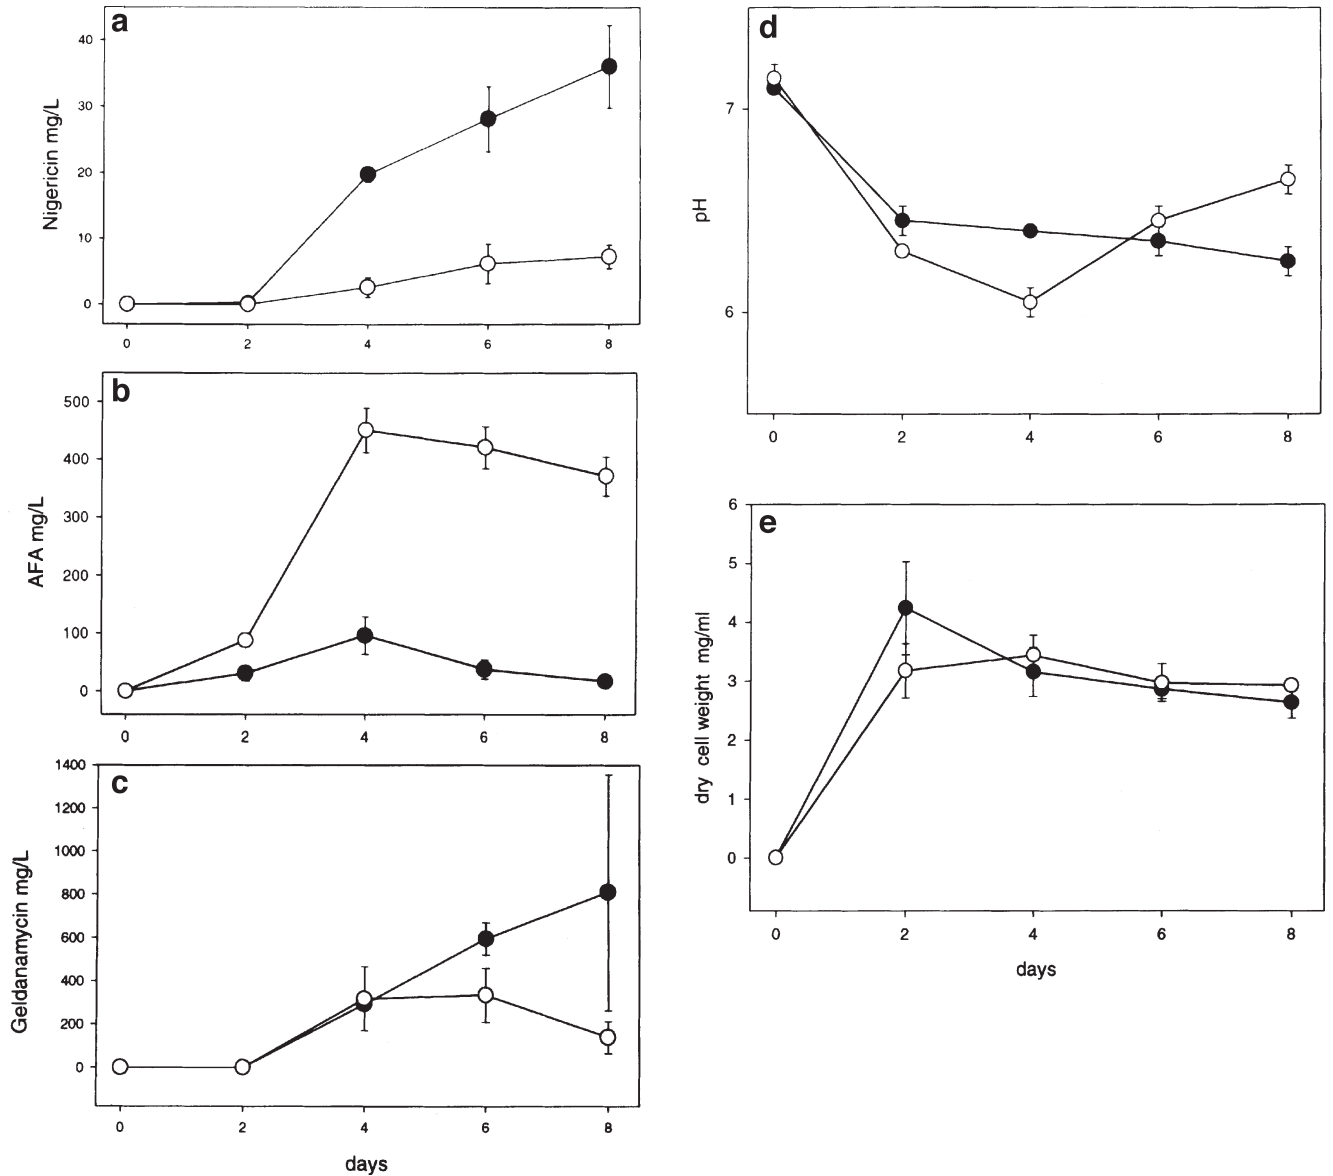 a
Nigericin mg/L
40
30
20
10
0
0 2 4 6 8
b
AFA mg/L
500
400
300
200
100
0
0 2 4 6 8
c
Geldanamycin mg/L
1400
1200
1000
800
600
400
200
0
0 2 4 6 8
days
d
pH
7
6
0 2 4 6 8
e
dry cell weight mg/ml
6
5
4
3
2
1
0
0 2 4 6 8
days